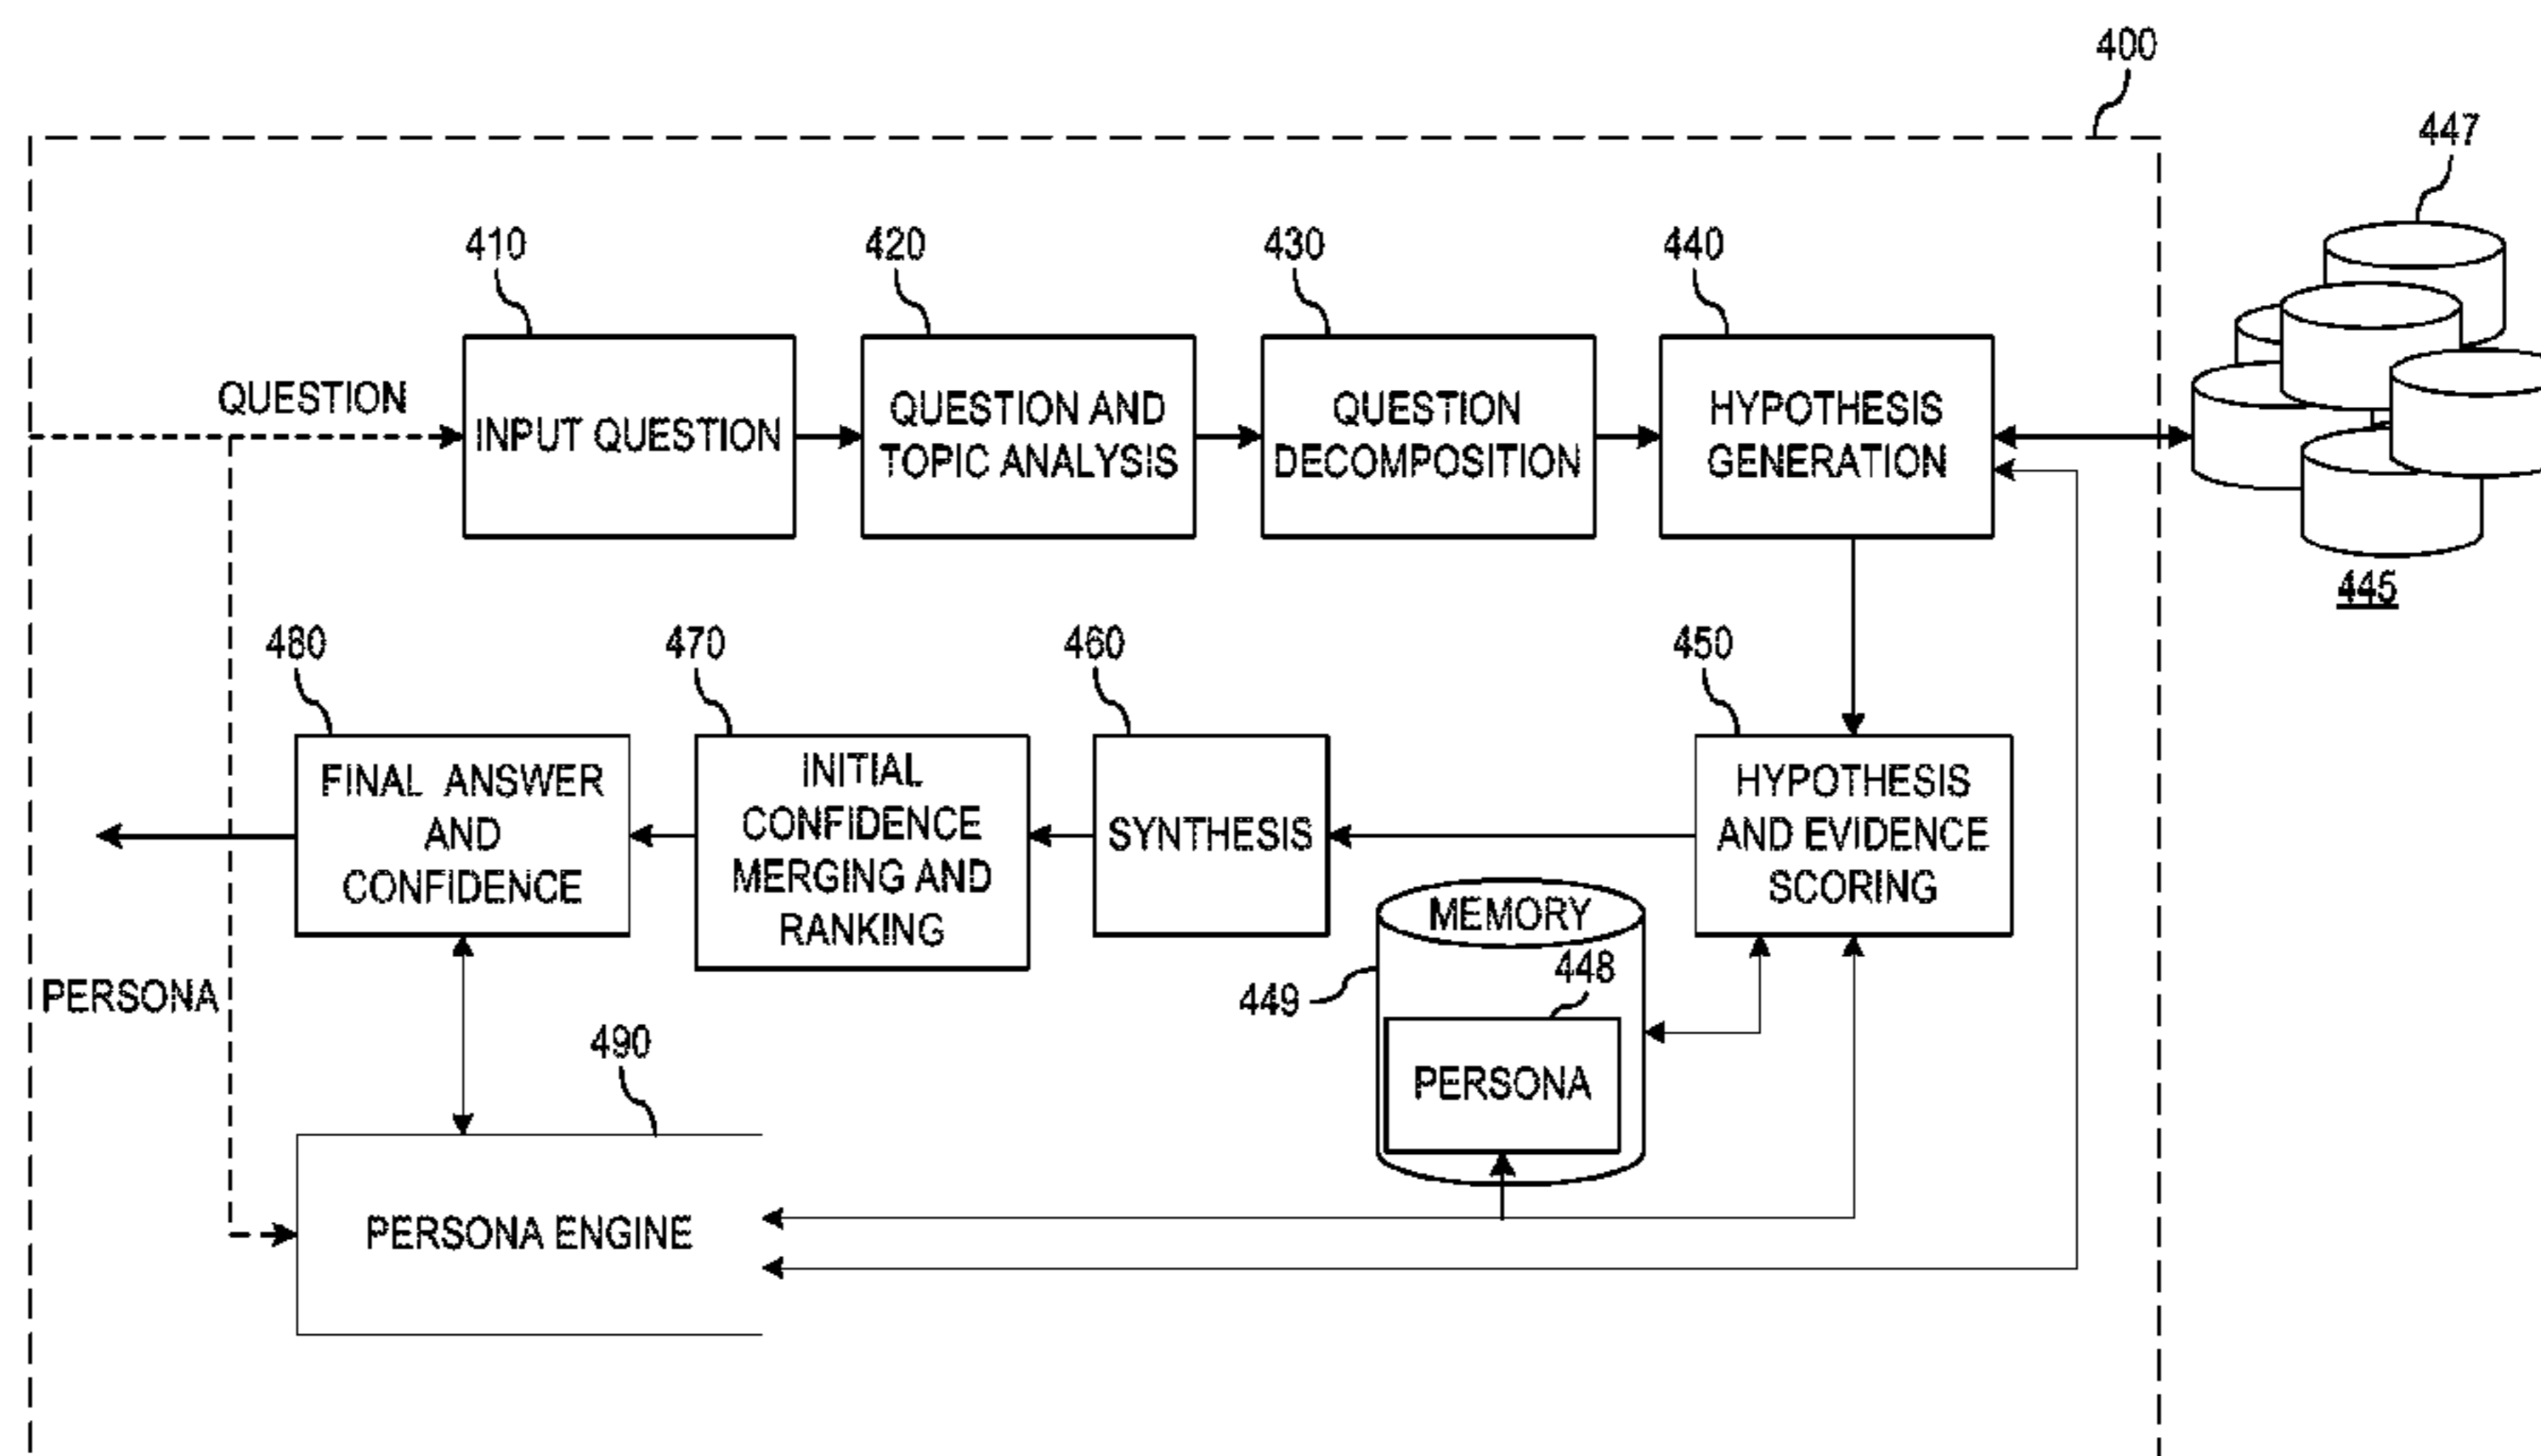 400
447
410
420
430
440
QUESTION
INPUT QUESTION
QUESTION AND
TOPIC ANALYSIS
QUESTION
DECOMPOSITION
HYPOTHESIS
GENERATION
445
480
470
460
450
FINAL ANSWER
AND
CONFIDENCE
INITIAL
CONFIDENCE
MERGING AND
RANKING
SYNTHESIS
HYPOTHESIS
AND EVIDENCE
SCORING
MEMORY
448
449
PERSONA
PERSONA
490
PERSONA ENGINE